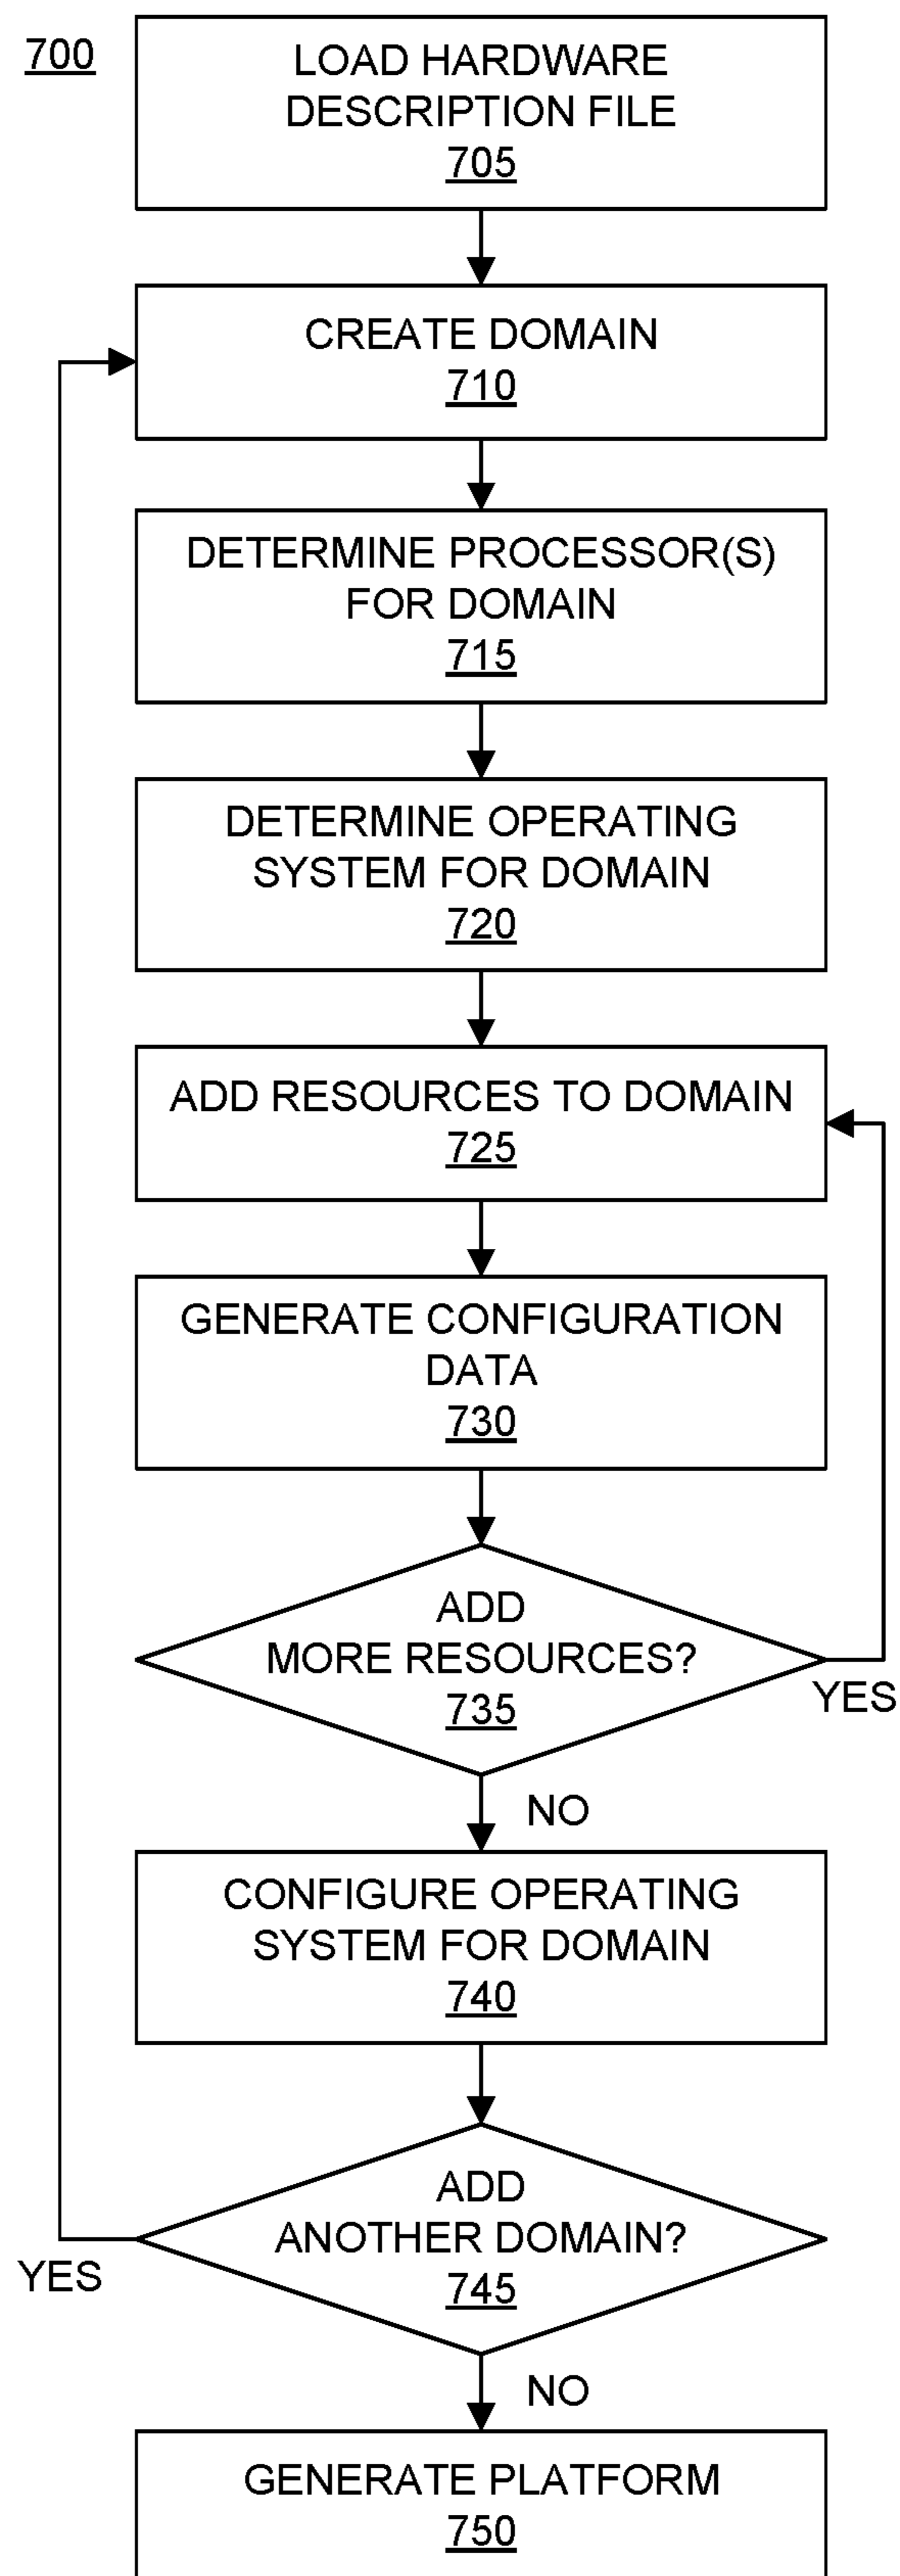 700
LOAD HARDWARE
DESCRIPTION FILE
705
CREATE DOMAIN
710
DETERMINE PROCESSOR(S)
FOR DOMAIN
715
DETERMINE OPERATING
SYSTEM FOR DOMAIN
720
ADD RESOURCES TO DOMAIN
725
GENERATE CONFIGURATION
DATA
730
ADD
MORE RESOURCES?
735
YES
NO
CONFIGURE OPERATING
SYSTEM FOR DOMAIN
740
ADD
ANOTHER DOMAIN?
745
YES
NO
GENERATE PLATFORM
750